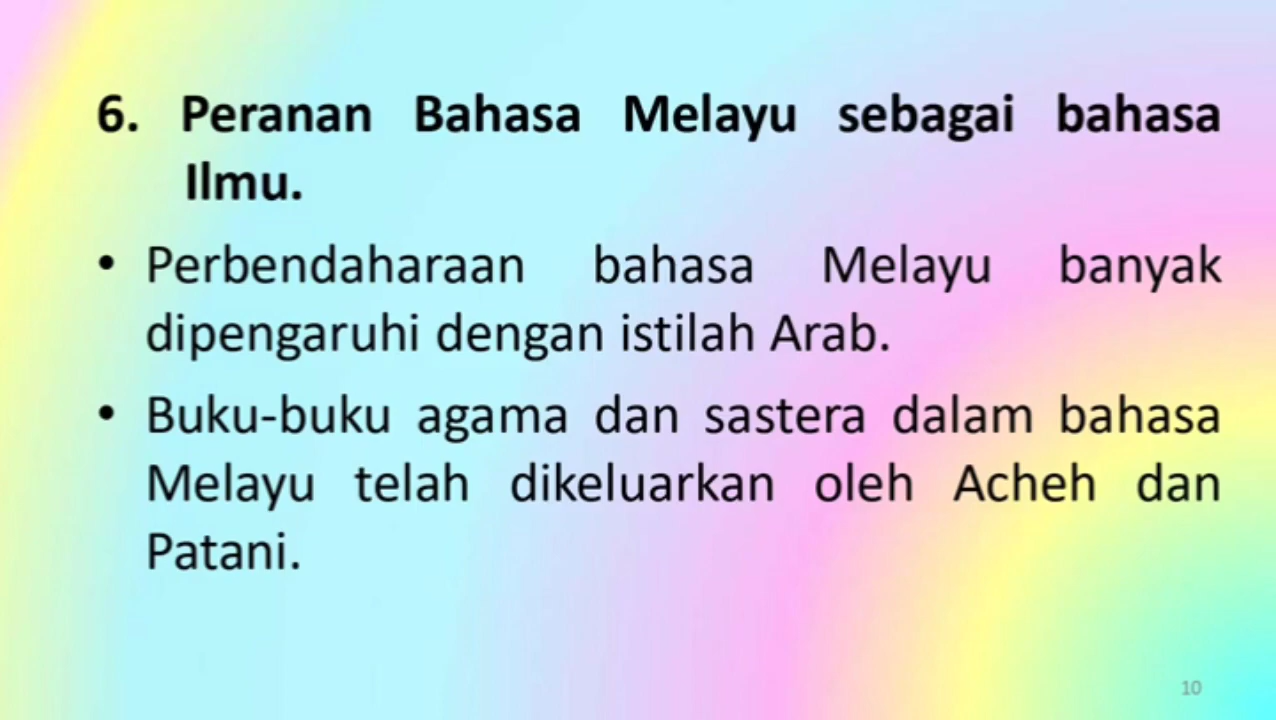 6. Peranan Bahasa Melayu sebagai bahasa
Ilmu.
• Perbendaharaan bahasa Melayu banyak
dipengaruhi dengan istilah Arab.
• Buku-buku agama dan sastera dalam bahasa
Melayu telah dikeluarkan oleh Acheh dan
Patani.
10